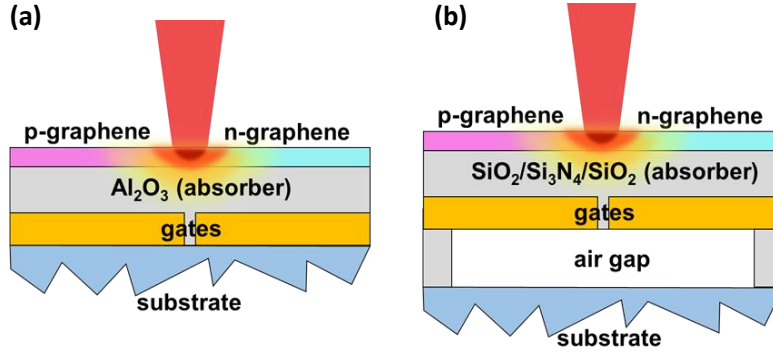 (a)
p-graphene n-graphene
Al₂O₃ (absorber)
gates
substrate
(b)
p-graphene n-graphene
SiO₂/Si₃N₄/SiO₂ (absorber)
gates
air gap
substrate